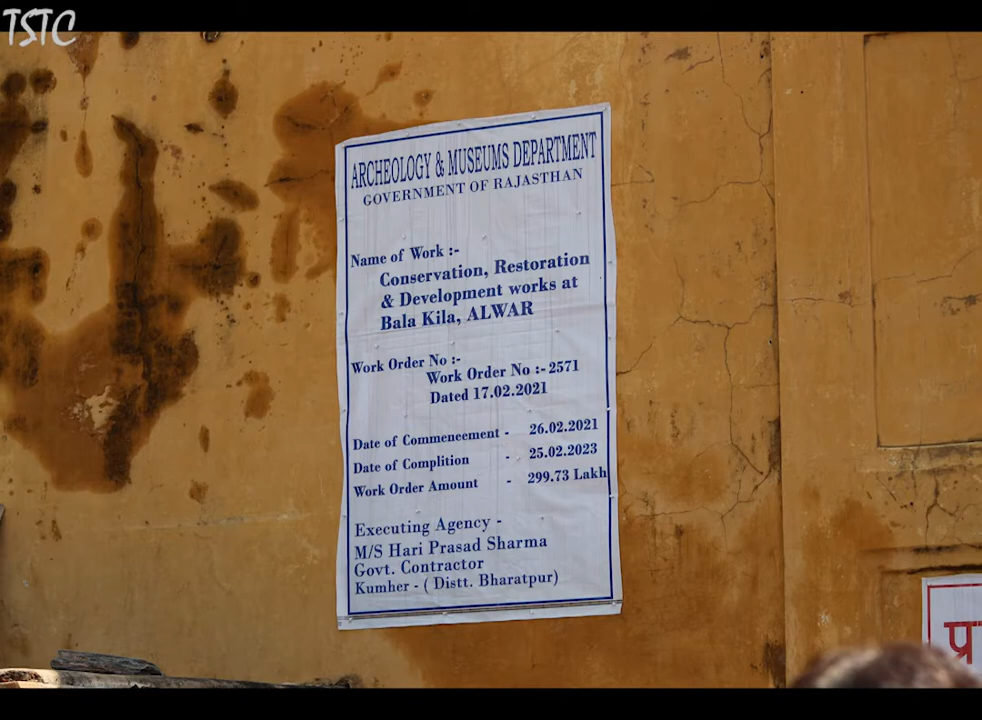 TSTC
ARCHEOLOGY & MUSEUMS DEPARTMENT
GOVERNMENT OF RAJASTHAN
Name of Work :-
Conservation, Restoration
& Development works at
Bala Kila, ALWAR
Work Order No :-
Work Order No :- 2571
Dated 17.02.2021
Date of Commeneement - 26.02.2021
Date of Complition - 25.02.2023
Work Order Amount - 299.73 Lakh
Executing Agency -
M/S Hari Prasad Sharma
Govt. Contractor
Kumher - ( Distt. Bharatpur)